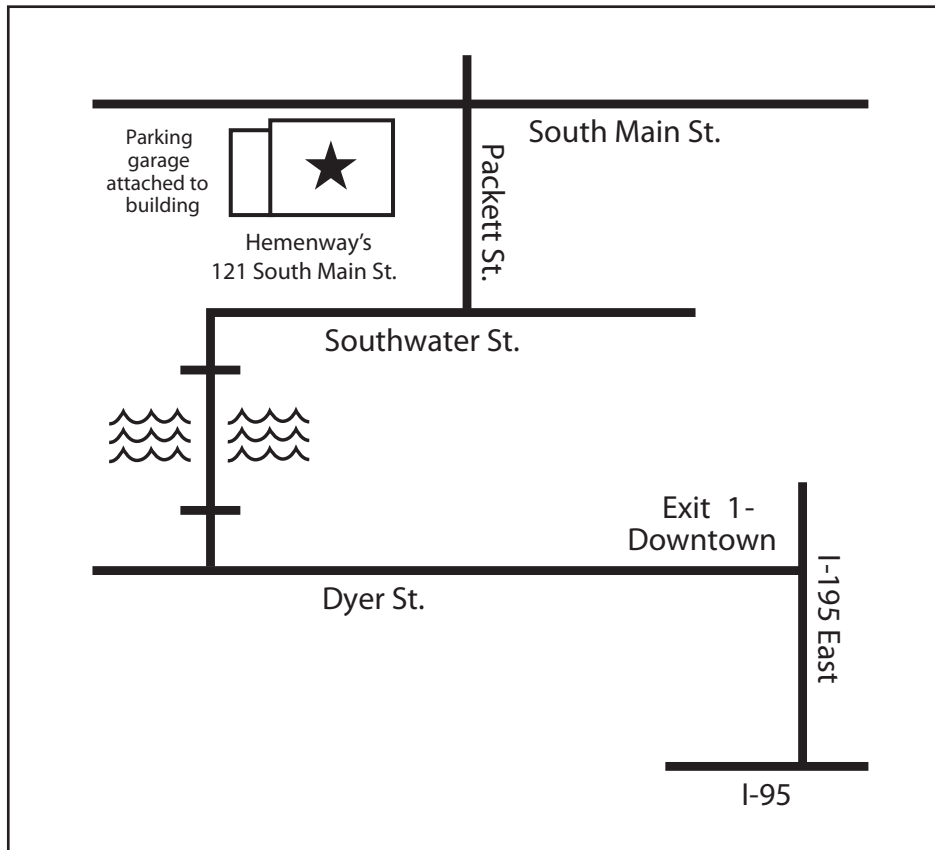 South Main St.
Parking
garage
attached to
building
Packett St.
Hemenway’s
121 South Main St.
Southwater St.
Exit 1-
Downtown
I-195 East
Dyer St.
I-95